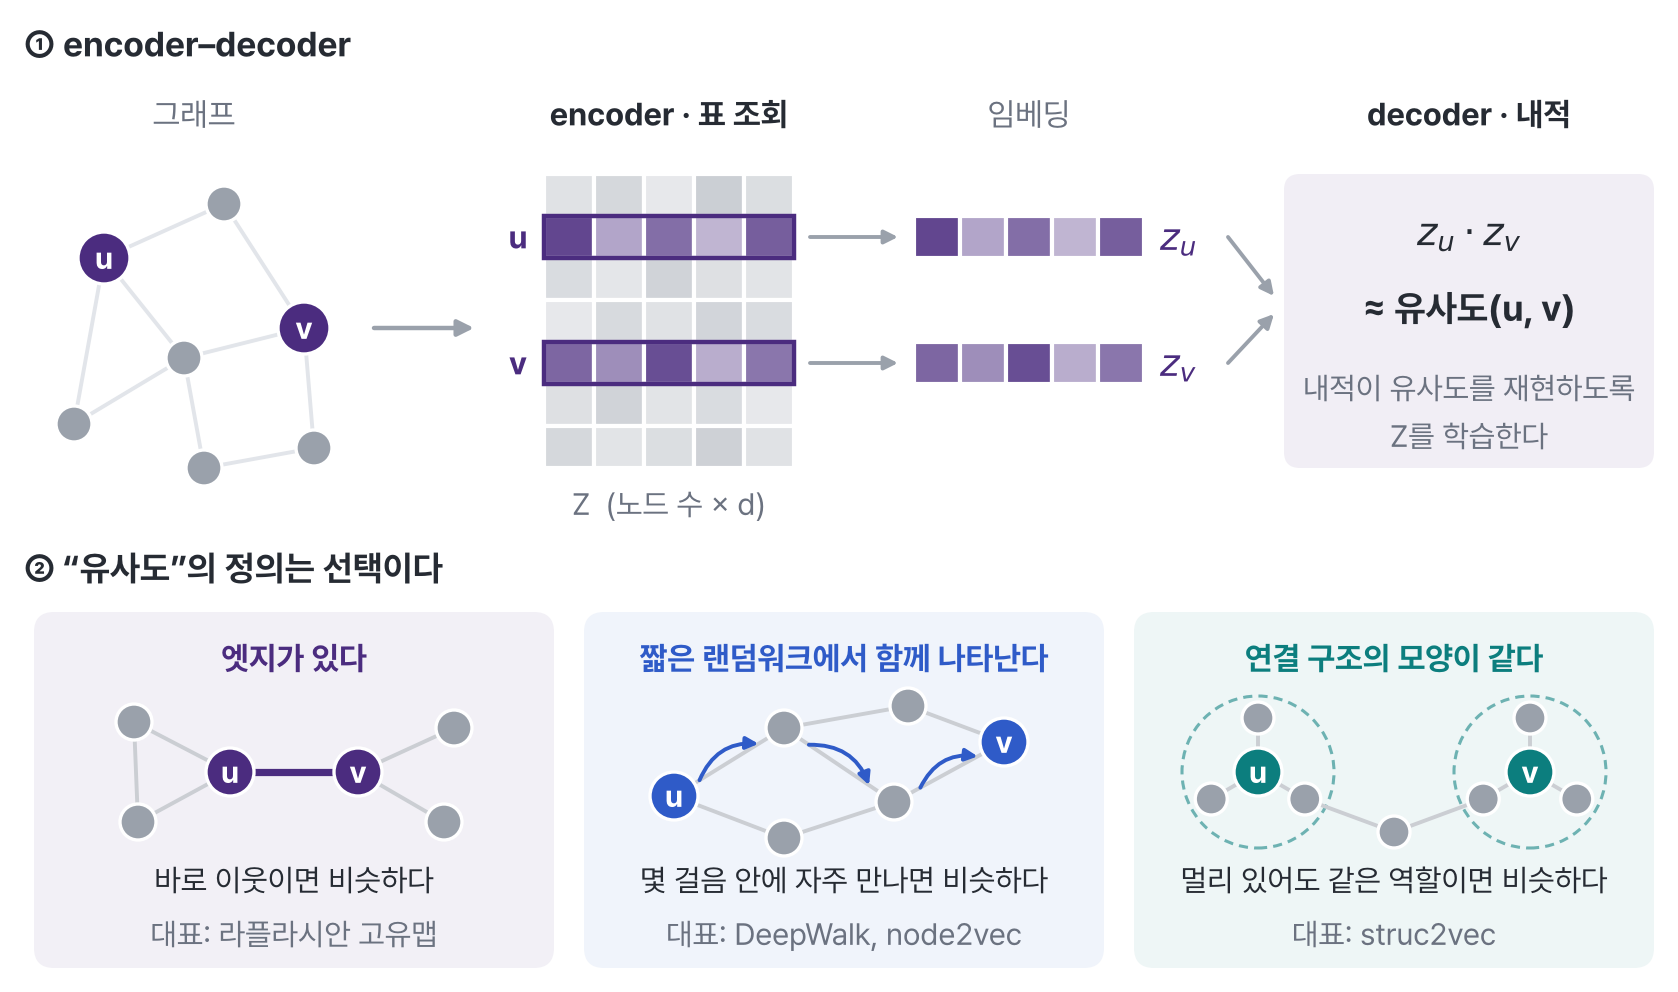 ① encoder–decoder
그래프
encoder · 표 조회
임베딩
decoder · 내적
u
v
u
v
z_u
z_v
z_u · z_v
≈ 유사도(u, v)
내적이 유사도를 재현하도록
Z를 학습한다
Z (노드 수 × d)
② “유사도”의 정의는 선택이다
엣지가 있다
u
v
바로 이웃이면 비슷하다
대표: 라플라시안 고유맵
짧은 랜덤워크에서 함께 나타난다
u
v
몇 걸음 안에 자주 만나면 비슷하다
대표: DeepWalk, node2vec
연결 구조의 모양이 같다
u
v
멀리 있어도 같은 역할이면 비슷하다
대표: struc2vec